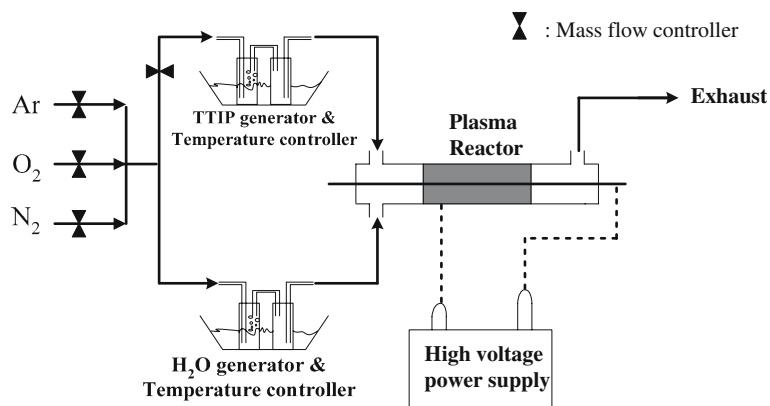 : Mass flow controller
Ar
O₂
N₂
TTIP generator &
Temperature controller
Plasma
Reactor
Exhaust
H₂O generator &
Temperature controller
High voltage
power supply